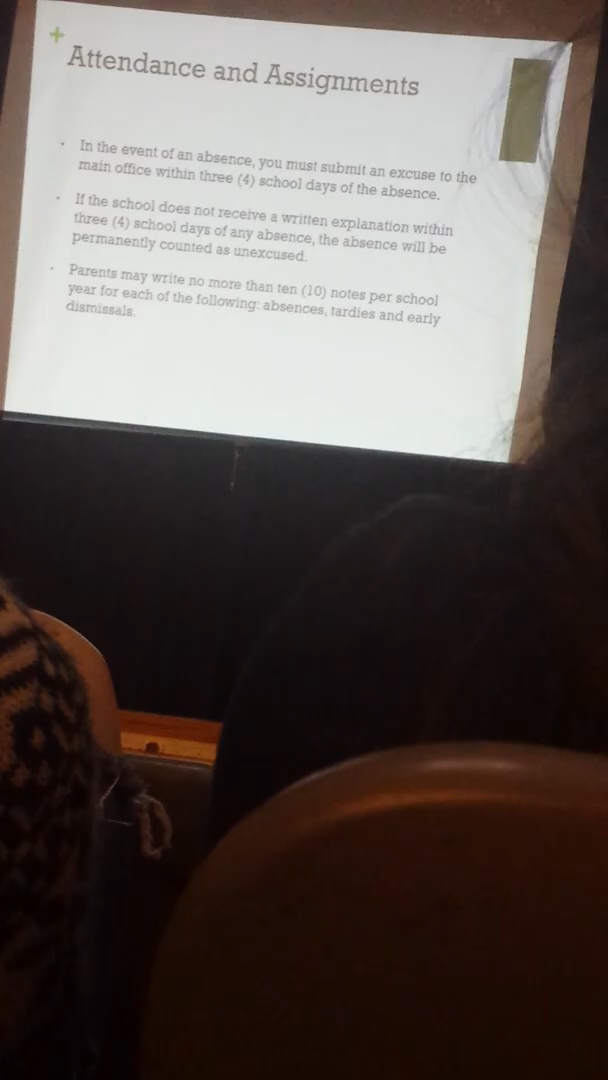 +
Attendance and Assignments
• In the event of an absence, you must submit an excuse to the
main office within three (4) school days of the absence.
• If the school does not receive a written explanation within
three (4) school days of any absence, the absence will be
permanently counted as unexcused.
• Parents may write no more than ten (10) notes per school
year for each of the following: absences, tardies and early
dismissals.